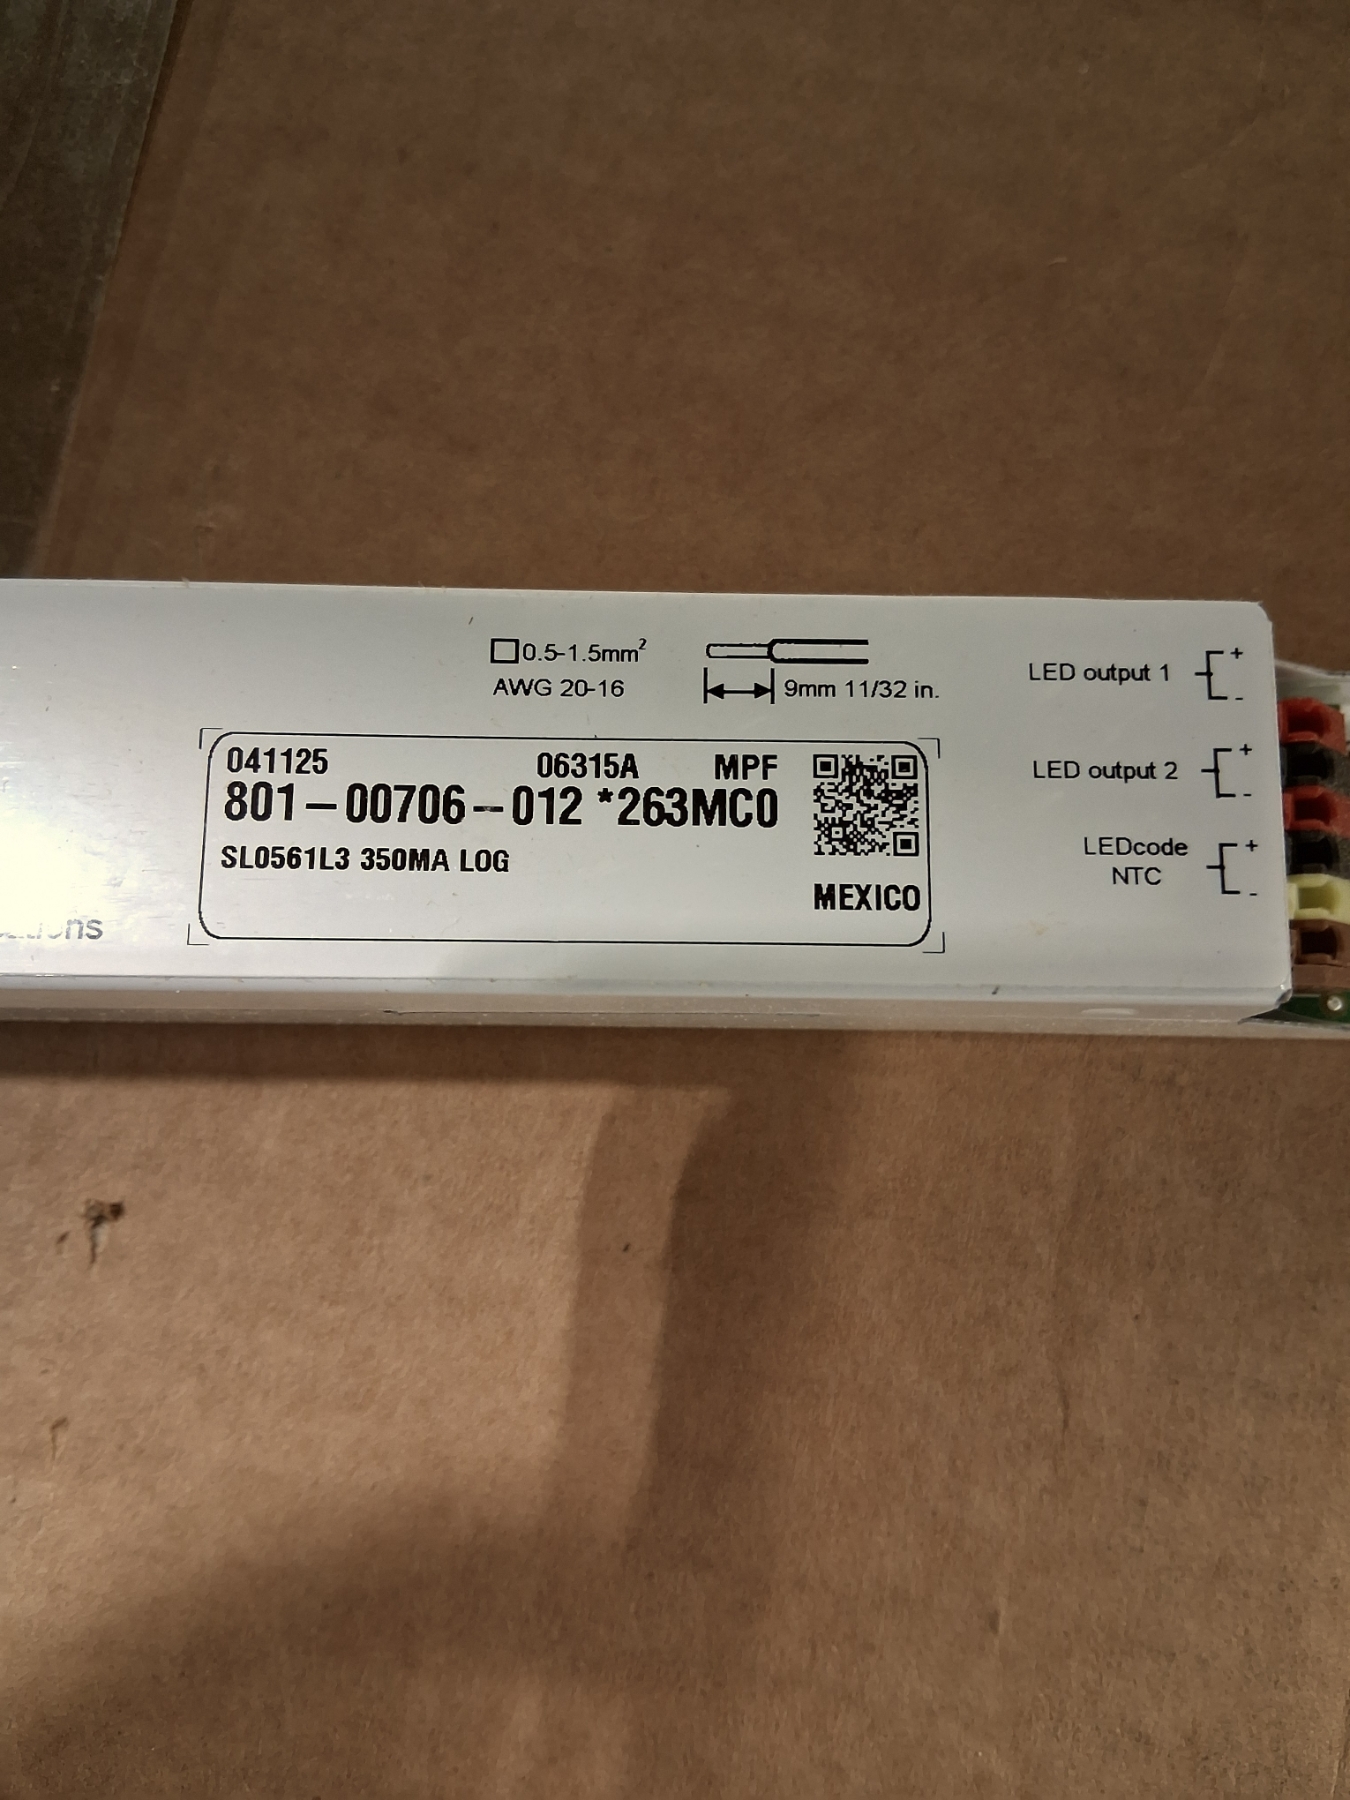 0.5-1.5mm²
AWG 20-16
9mm 11/32 in.
LED output 1 + -
LED output 2 + -
LEDcode + -
NTC
041125 06315A MPF
801-00706-012 *263MC0
SL0561L3 350MA LOG
MEXICO